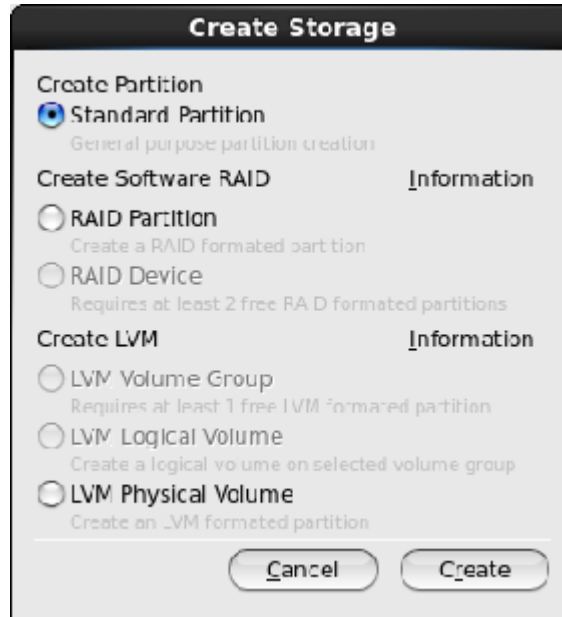 Create Storage
Create Partition
Standard Partition
General purpose partition creation
Create Software RAID Information
RAID Partition
Create a RAID formated partition
RAID Device
Requires at least 2 free RAID formated partitions
Create LVM Information
LVM Volume Group
Requires at least 1 free LVM formated partition
LVM Logical Volume
Create a logical volume on selected volume group
LVM Physical Volume
Create an LVM formated partition
Cancel Create